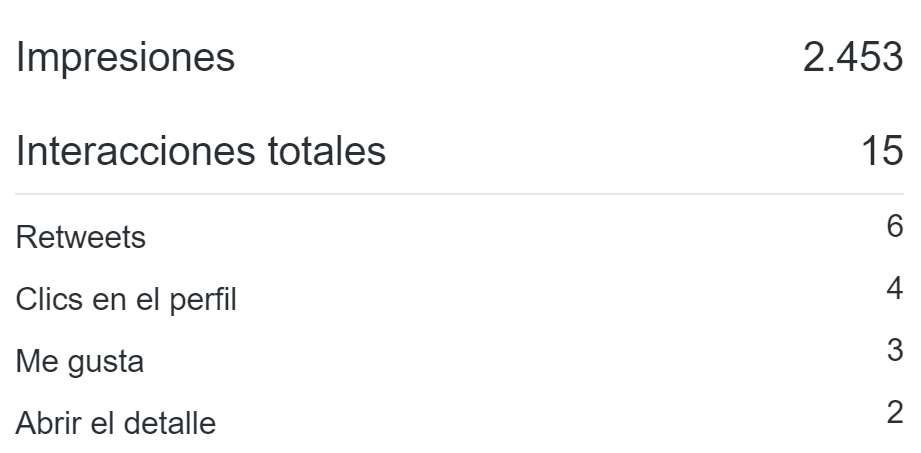 Impresiones 2.453
Interacciones totales 15
Retweets 6
Clics en el perfil 4
Me gusta 3
Abrir el detalle 2